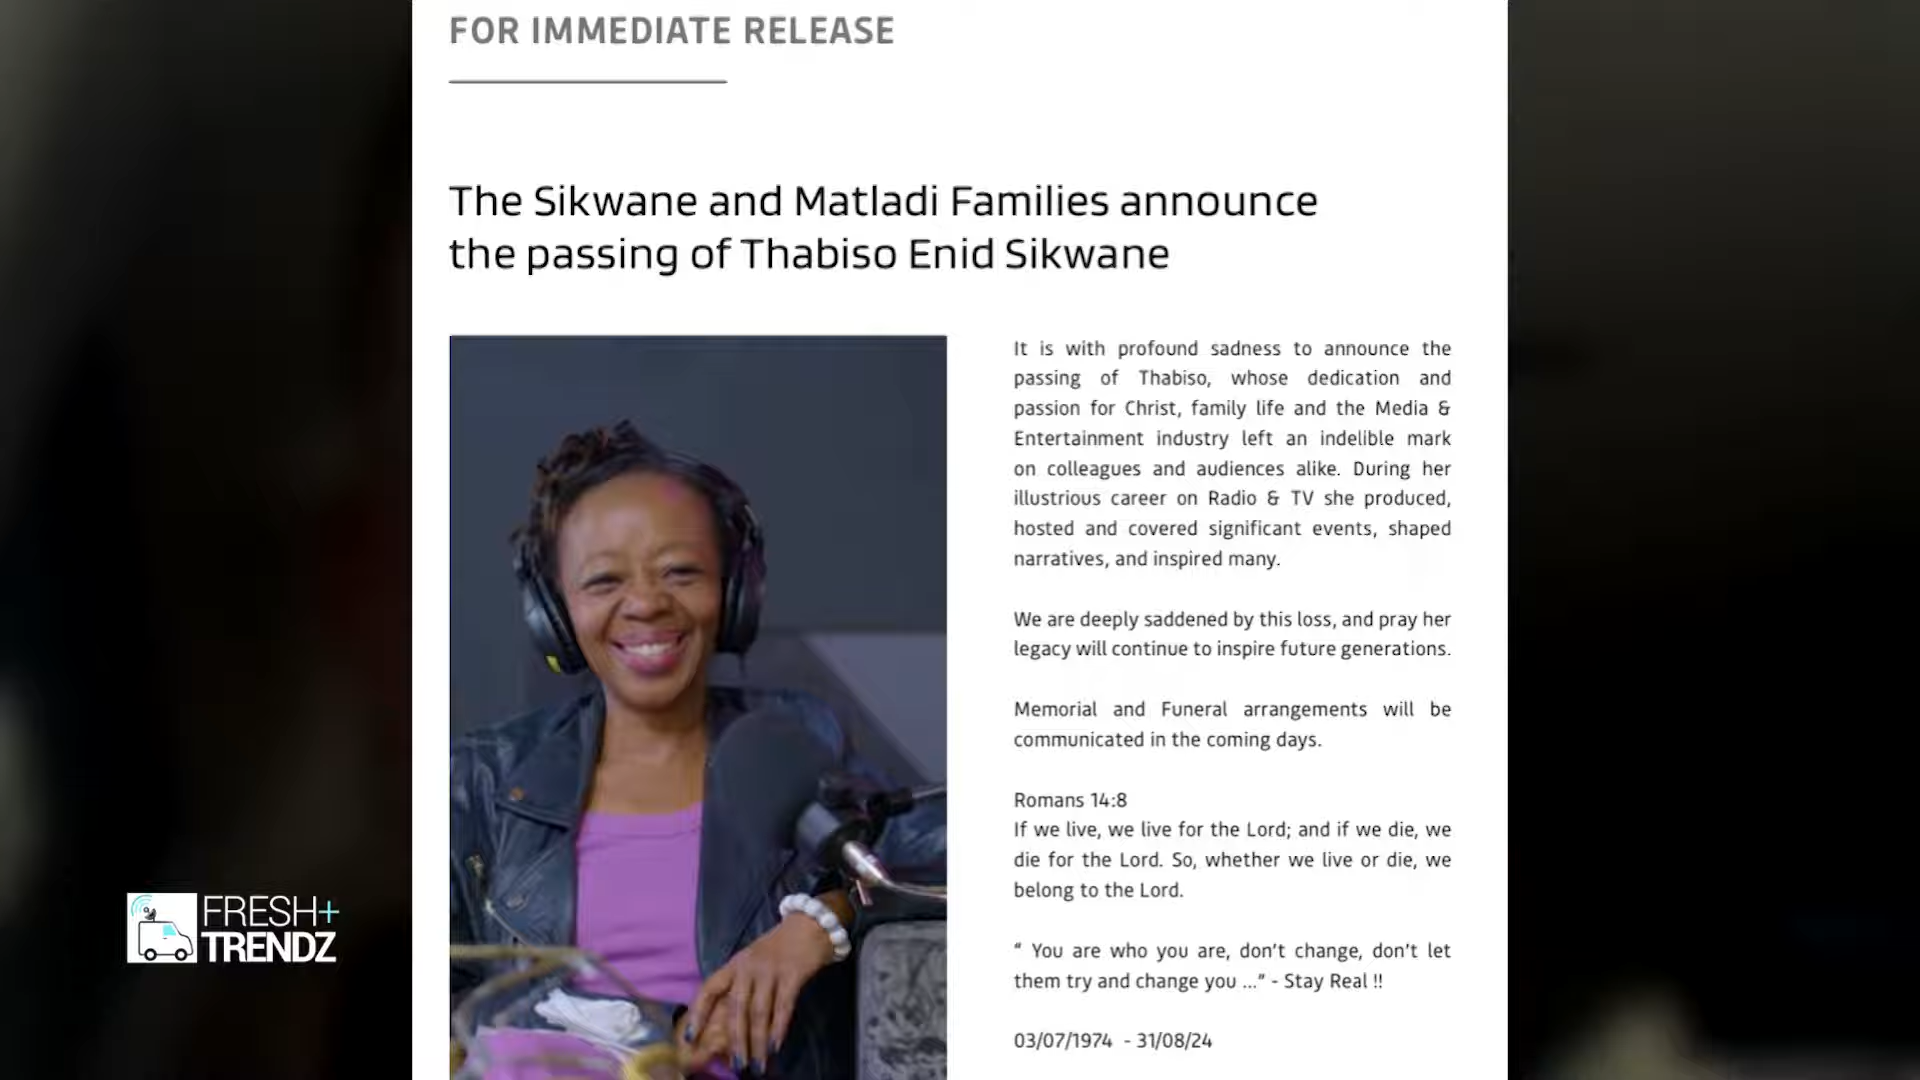 FOR IMMEDIATE RELEASE
The Sikwane and Matladi Families announce
the passing of Thabiso Enid Sikwane
It is with profound sadness to announce the
passing of Thabiso, whose dedication and
passion for Christ, family life and the Media &
Entertainment industry left an indelible mark
on colleagues and audiences alike. During her
illustrious career on Radio & TV she produced,
hosted and covered significant events, shaped
narratives, and inspired many.
We are deeply saddened by this loss, and pray her
legacy will continue to inspire future generations.
Memorial and Funeral arrangements will be
communicated in the coming days.
Romans 14:8
If we live, we live for the Lord; and if we die, we
die for the Lord. So, whether we live or die, we
belong to the Lord.
“ You are who you are, don’t change, don’t let
them try and change you ...” - Stay Real !!
03/07/1974 - 31/08/24
FRESH+
TRENDZ